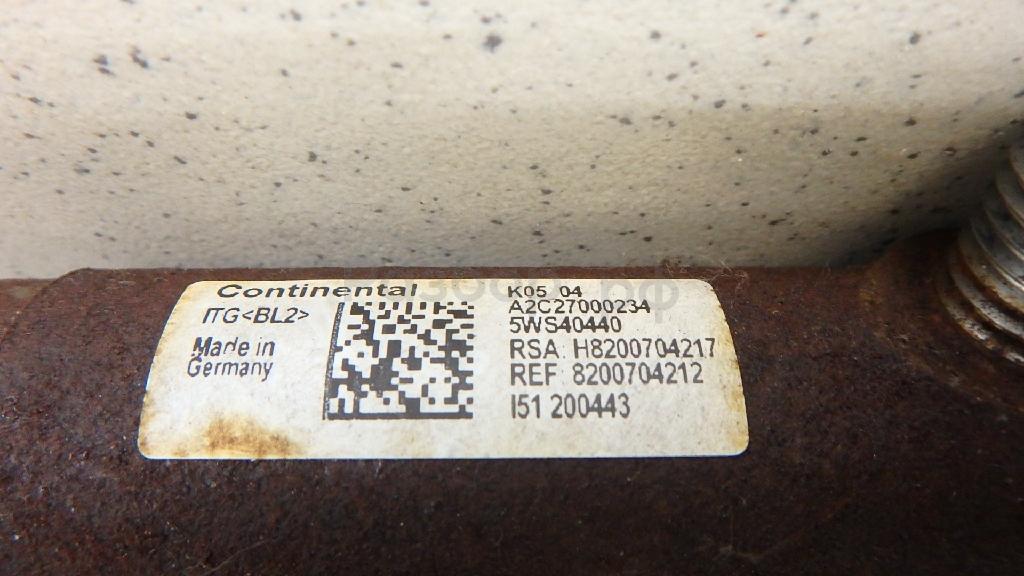 Continental
ITG<BL2>
Made in
Germany
K05 04
A2C27000234
5WS40440
RSA: H8200704217
REF: 8200704212
I51 200443